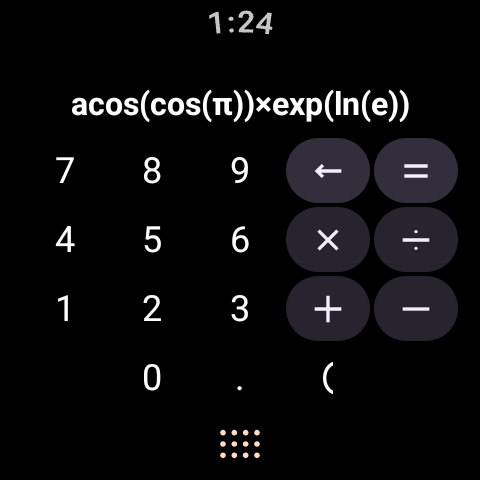 1:24
acos(cos(π))×exp(ln(e))
7 8 9 ← =
4 5 6 × ÷
1 2 3 + −
0 . (